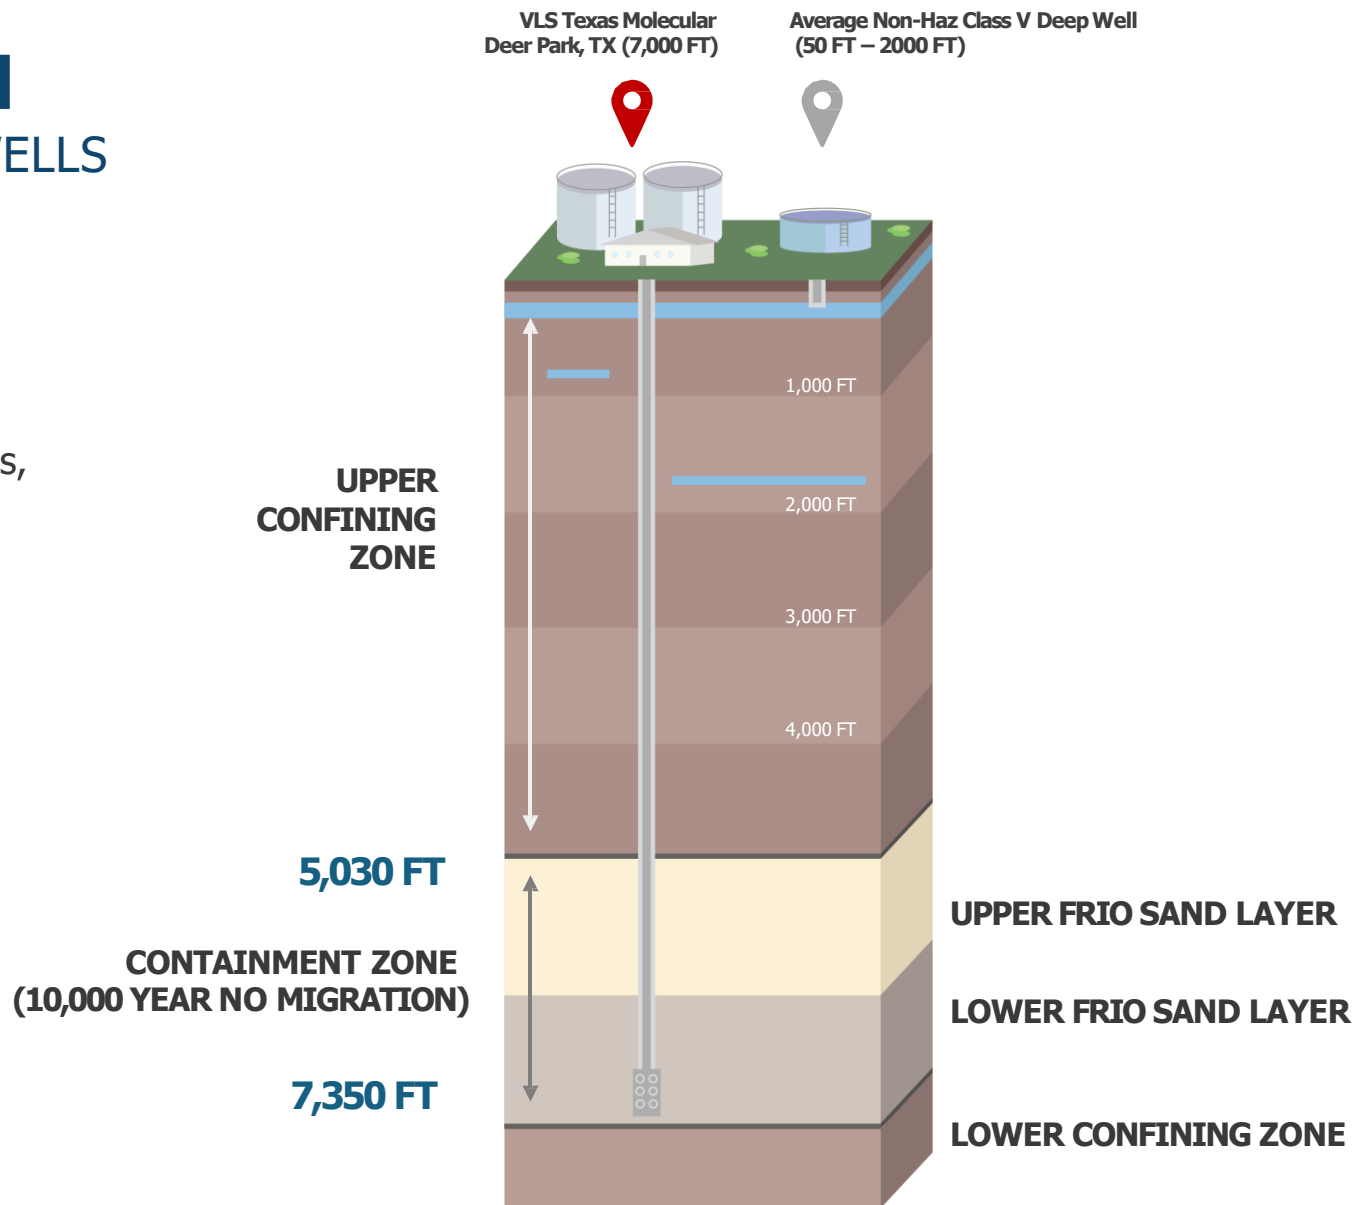 VLS Texas Molecular
Deer Park, TX (7,000 FT)
Average Non-Haz Class V Deep Well
(50 FT – 2000 FT)
WELLS
s,
1,000 FT
2,000 FT
3,000 FT
4,000 FT
UPPER
CONFINING
ZONE
5,030 FT
CONTAINMENT ZONE
(10,000 YEAR NO MIGRATION)
7,350 FT
UPPER FRIO SAND LAYER
LOWER FRIO SAND LAYER
LOWER CONFINING ZONE